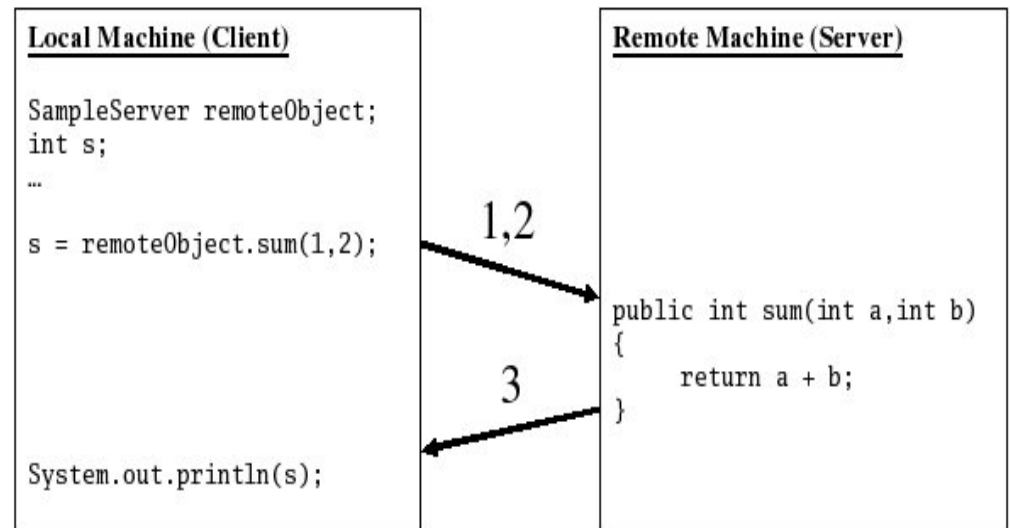 Local Machine (Client)
SampleServer remoteObject;
int s;
…
s = remoteObject.sum(1,2);
System.out.println(s);
1,2
3
Remote Machine (Server)
public int sum(int a,int b)
{
return a + b;
}